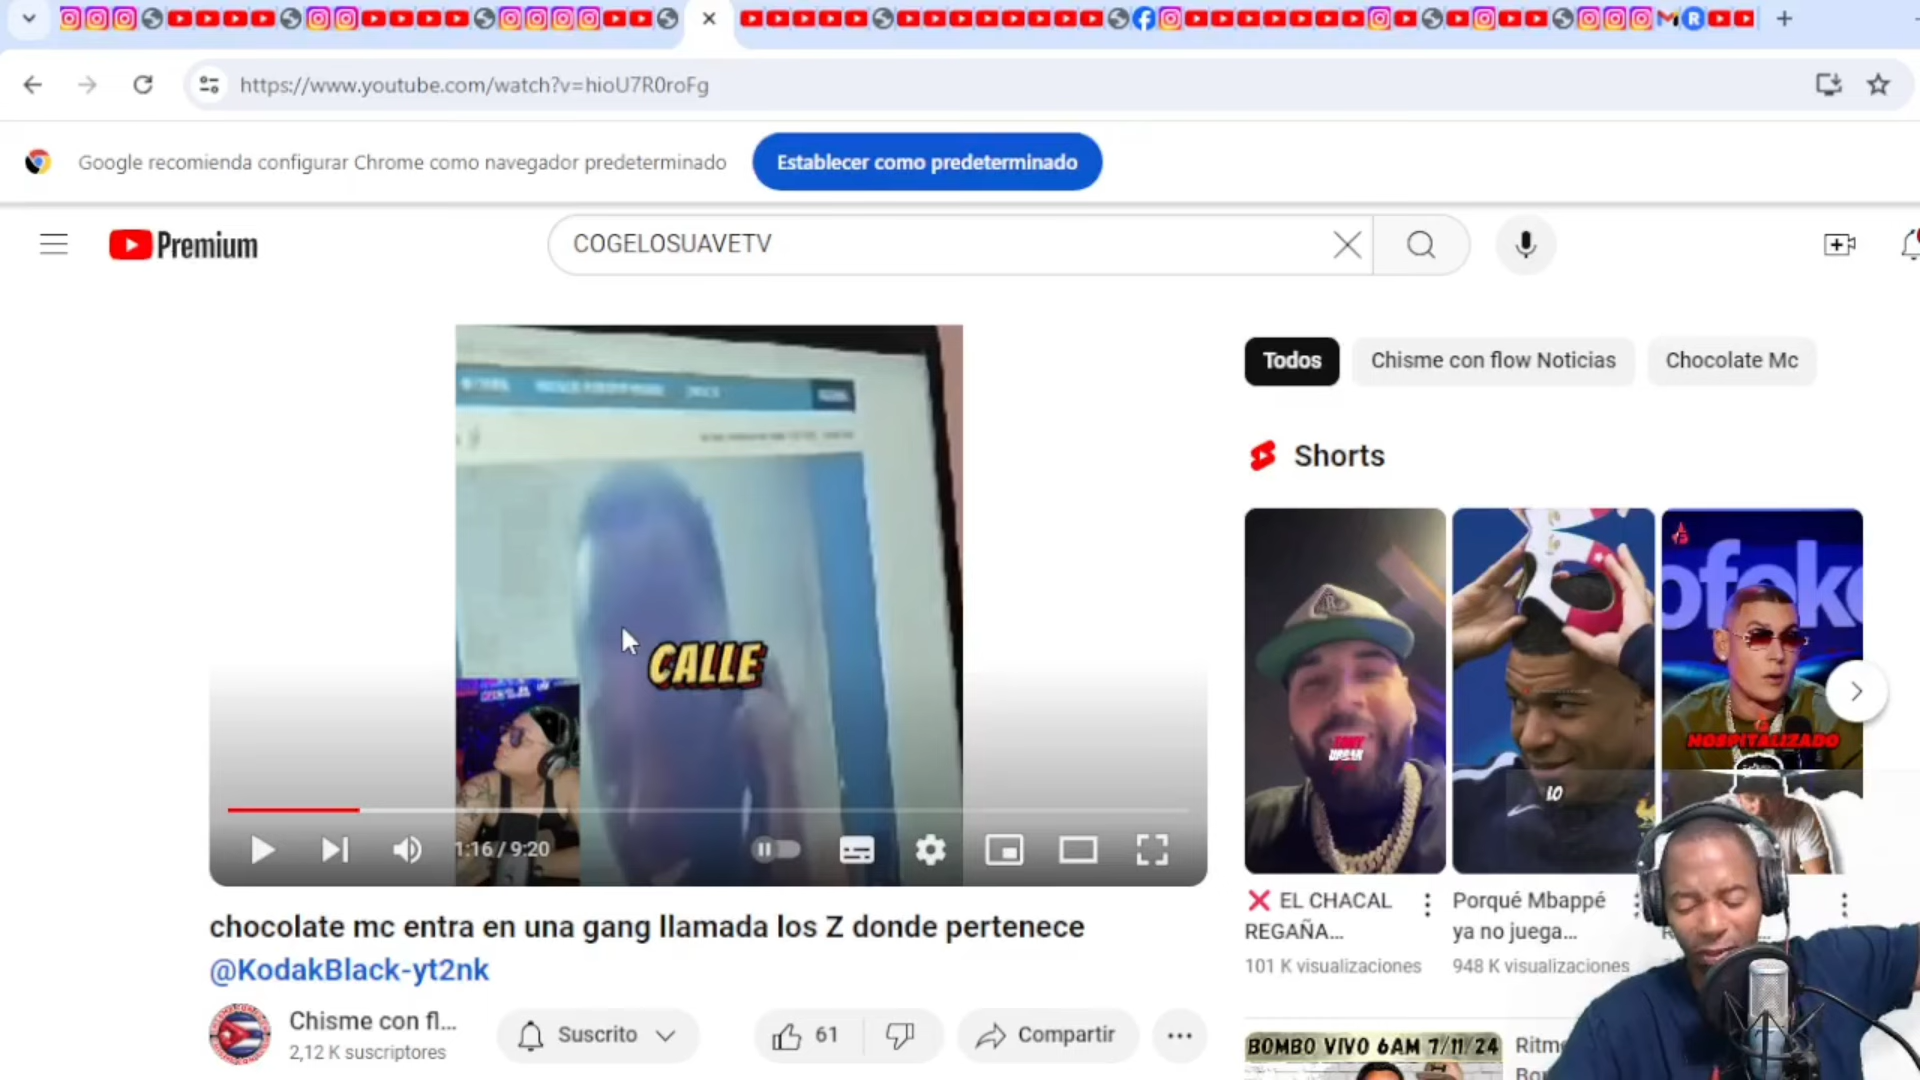 https://www.youtube.com/watch?v=hioU7R0roFg
Google recomienda configurar Chrome como navegador predeterminado
Establecer como predeterminado
Premium
COGELOSUAVETV
Todos
Chisme con flow Noticias
Chocolate Mc
Shorts
CALLE
1:16 / 9:20
LO
HOSPITALIZADO
chocolate mc entra en una gang llamada los Z donde pertenece
@KodakBlack-yt2nk
Chisme con fl...
2,12 K suscriptores
Suscrito
61
Compartir
❌ EL CHACAL
REGAÑA...
101 K visualizaciones
Porqué Mbappé
ya no juega...
948 K visualizaciones
BOMBO VIVO 6AM 7/11/24